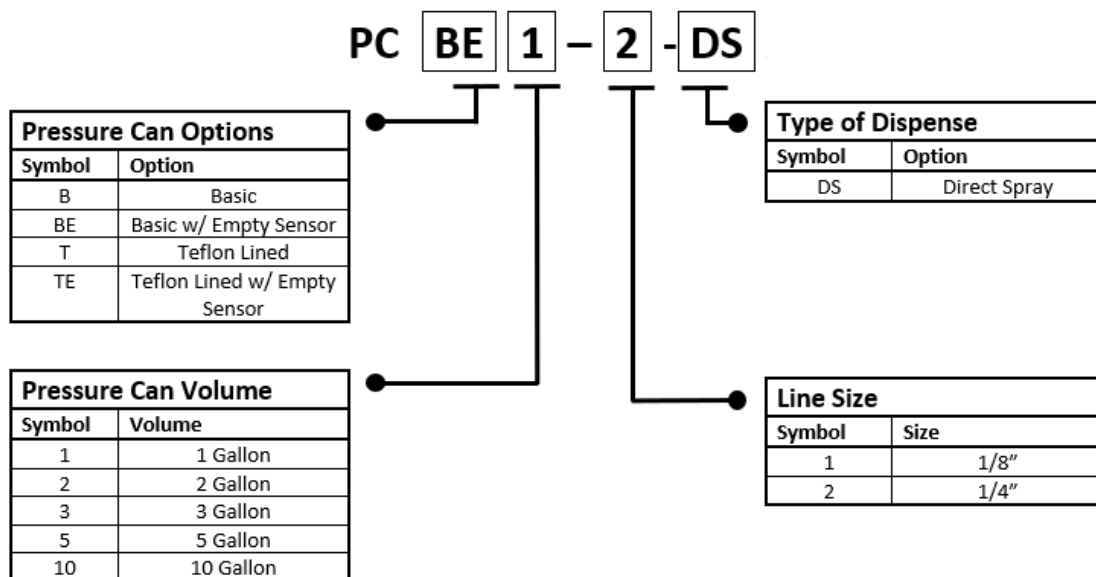 PC BE 1 – 2 - DS
Pressure Can Options
Symbol Option
B Basic
BE Basic w/ Empty Sensor
T Teflon Lined
TE Teflon Lined w/ Empty
Sensor
Type of Dispense
Symbol Option
DS Direct Spray
Pressure Can Volume
Symbol Volume
1 1 Gallon
2 2 Gallon
3 3 Gallon
5 5 Gallon
10 10 Gallon
Line Size
Symbol Size
1 1/8”
2 1/4”